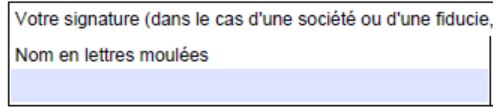 Votre signature (dans le cas d'une société ou d'une fiducie,
Nom en lettres moulées